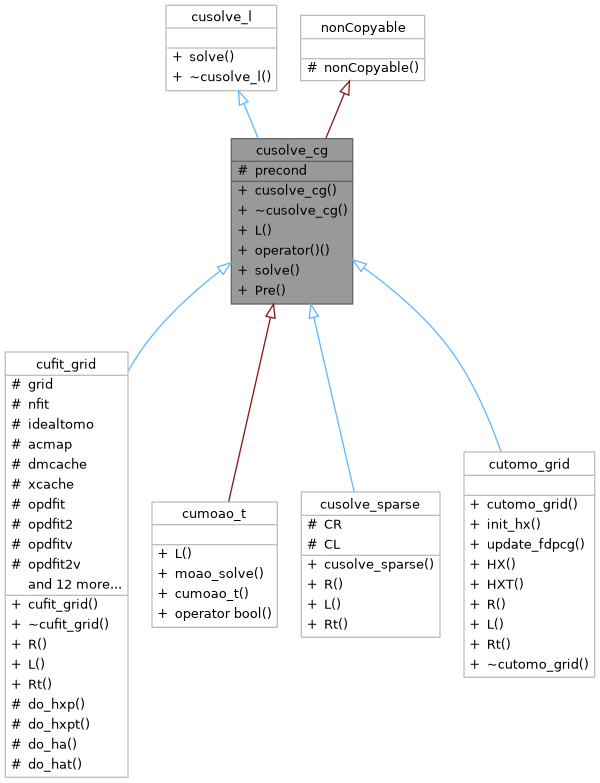 cusolve_l
+ solve()
+ ~cusolve_l()
nonCopyable
# nonCopyable()
cusolve_cg
# precond
+ cusolve_cg()
+ ~cusolve_cg()
+ L()
+ operator()()
+ solve()
+ Pre()
cufit_grid
# grid
# nfit
# idealtomo
# acmap
# dmcache
# xcache
# opdfit
# opdfit2
# opdfitv
# opdfit2v
and 12 more...
+ cufit_grid()
+ ~cufit_grid()
+ R()
+ L()
+ Rt()
# do_hxp()
# do_hxpt()
# do_ha()
# do_hat()
cumoao_t
+ L()
+ moao_solve()
+ cumoao_t()
+ operator bool()
cusolve_sparse
# CR
# CL
+ cusolve_sparse()
+ R()
+ L()
+ Rt()
cutomo_grid
+ cutomo_grid()
+ init_hx()
+ update_fdpcg()
+ HX()
+ HXT()
+ R()
+ L()
+ Rt()
+ ~cutomo_grid()